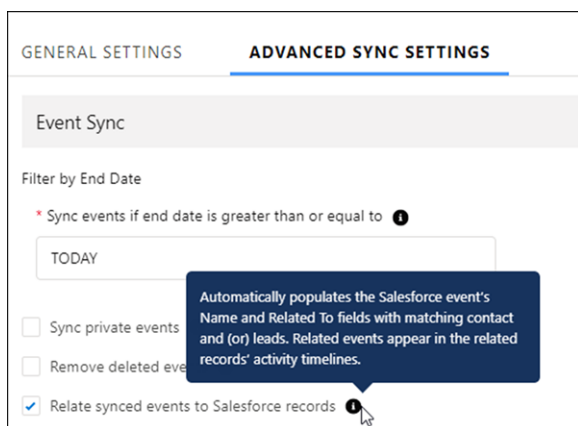 GENERAL SETTINGS ADVANCED SYNC SETTINGS
Event Sync
Filter by End Date
* Sync events if end date is greater than or equal to
TODAY
Automatically populates the Salesforce event's
Name and Related To fields with matching contact
and (or) leads. Related events appear in the related
records' activity timelines.
Sync private events
Remove deleted eve
Relate synced events to Salesforce records